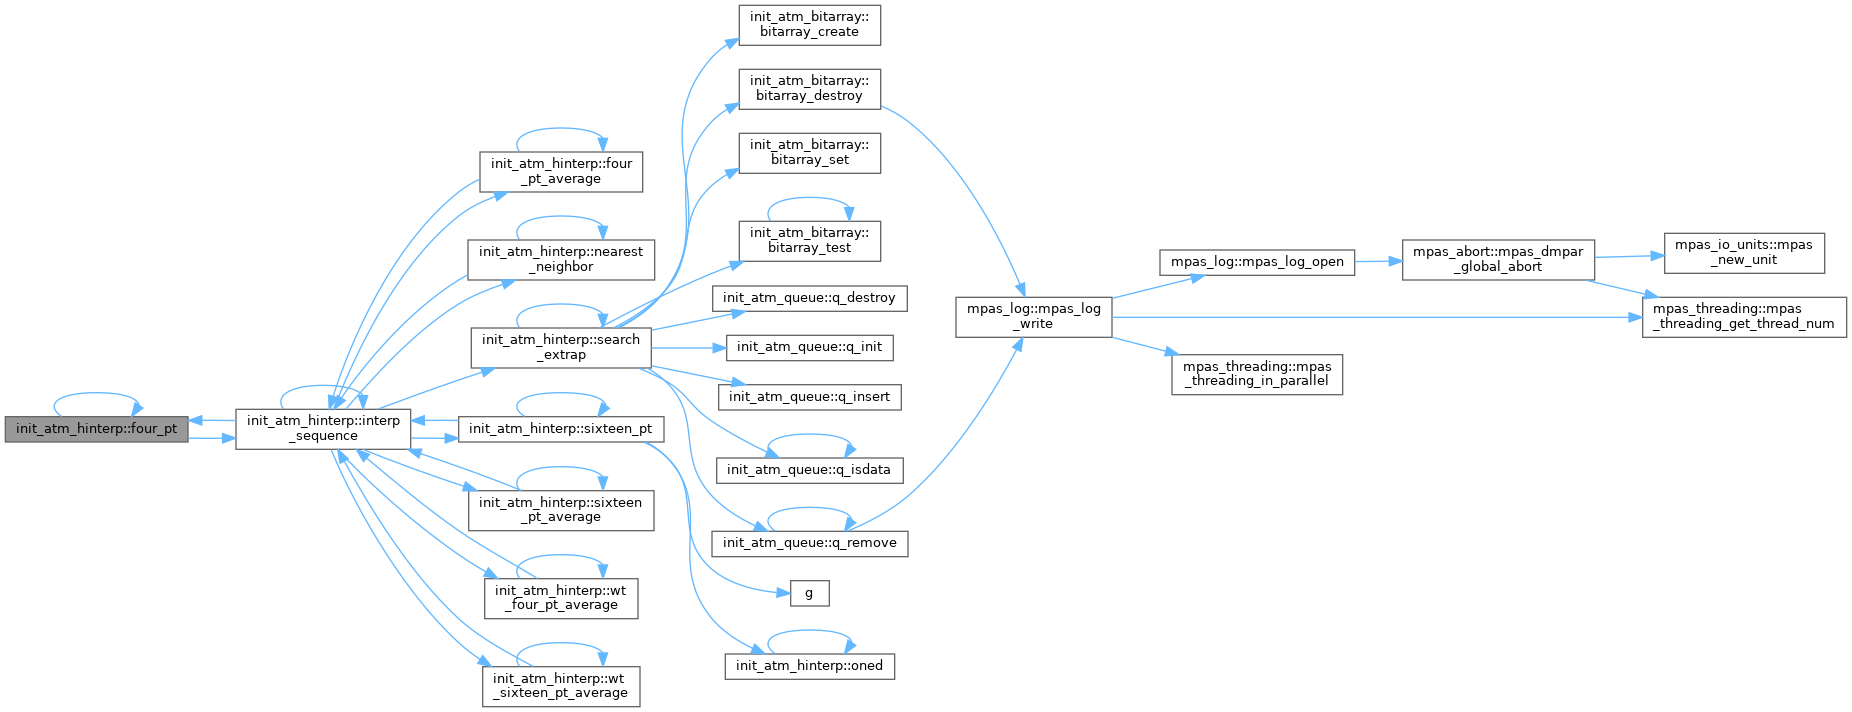 init_atm_hinterp::four_pt
init_atm_hinterp::interp
_sequence
init_atm_hinterp::four
_pt_average
init_atm_hinterp::nearest
_neighbor
init_atm_hinterp::search
_extrap
init_atm_hinterp::sixteen_pt
init_atm_hinterp::sixteen
_pt_average
init_atm_hinterp::wt
_four_pt_average
init_atm_hinterp::wt
_sixteen_pt_average
init_atm_bitarray::
bitarray_create
init_atm_bitarray::
bitarray_destroy
init_atm_bitarray::
bitarray_set
init_atm_bitarray::
bitarray_test
init_atm_queue::q_destroy
init_atm_queue::q_init
init_atm_queue::q_insert
init_atm_queue::q_isdata
init_atm_queue::q_remove
g
init_atm_hinterp::oned
mpas_log::mpas_log
_write
mpas_log::mpas_log_open
mpas_threading::mpas
_threading_in_parallel
mpas_abort::mpas_dmpar
_global_abort
mpas_io_units::mpas
_new_unit
mpas_threading::mpas
_threading_get_thread_num